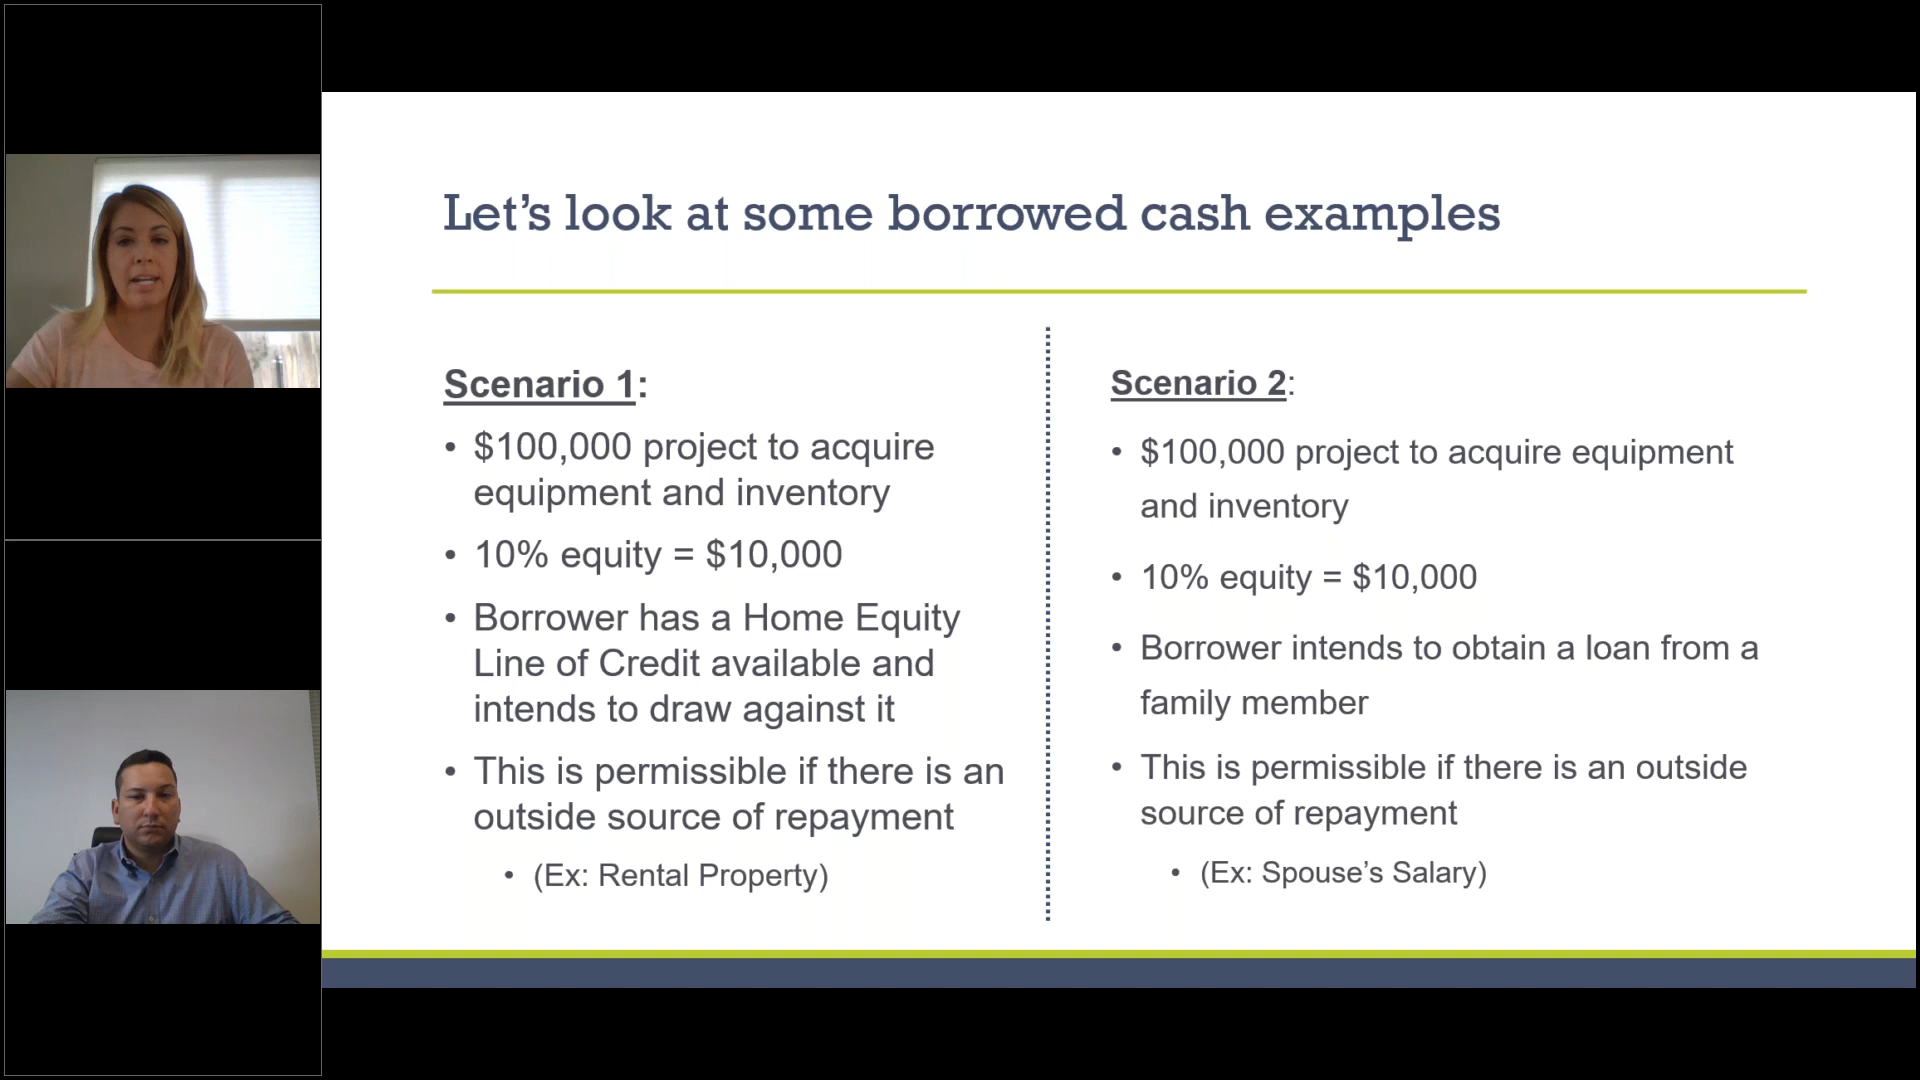 Let’s look at some borrowed cash examples
Scenario 1:
• $100,000 project to acquire
equipment and inventory
• 10% equity = $10,000
• Borrower has a Home Equity
Line of Credit available and
intends to draw against it
• This is permissible if there is an
outside source of repayment
• (Ex: Rental Property)
Scenario 2:
• $100,000 project to acquire equipment
and inventory
• 10% equity = $10,000
• Borrower intends to obtain a loan from a
family member
• This is permissible if there is an outside
source of repayment
• (Ex: Spouse’s Salary)